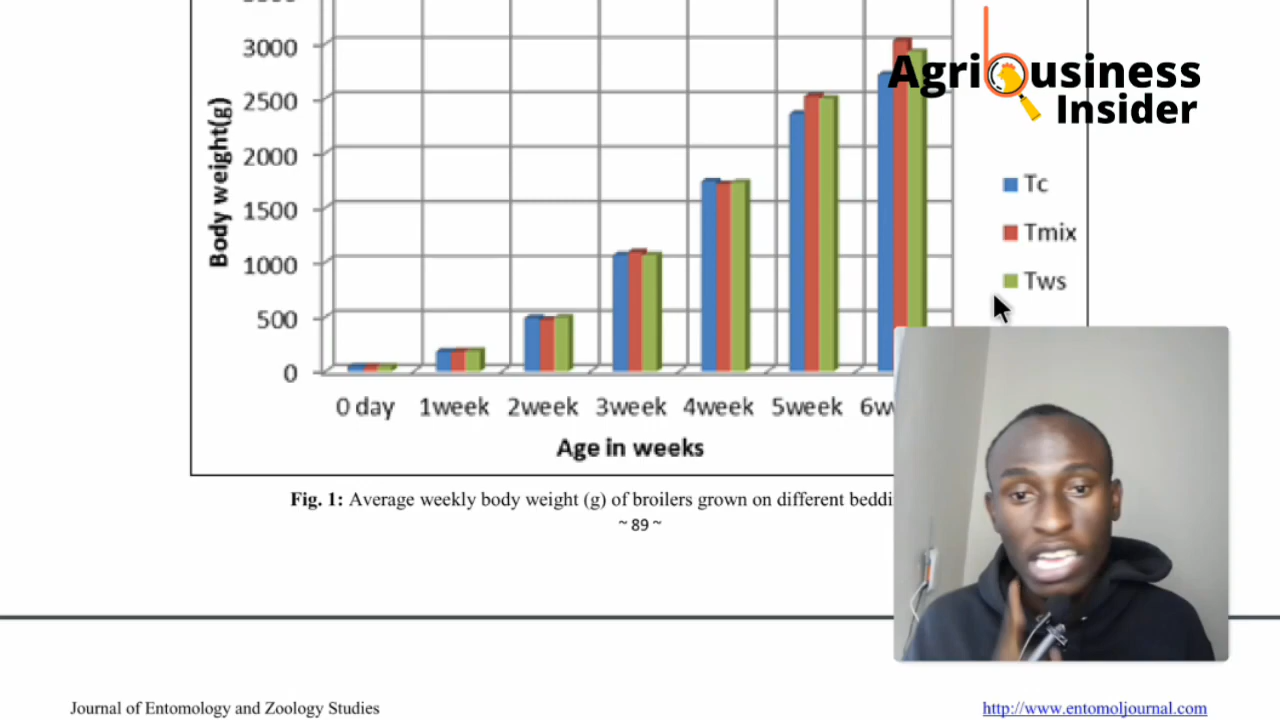 3000
2500
2000
1500
1000
500
0
Body weight(g)
0 day 1week 2week 3week 4week 5week
Age in weeks
Tc
Tmix
Tws
Agribusiness
Insider
Fig. 1: Average weekly body weight (g) of broilers grown on different
~ 89 ~
Journal of Entomology and Zoology Studies
http://www.entomoljournal.com